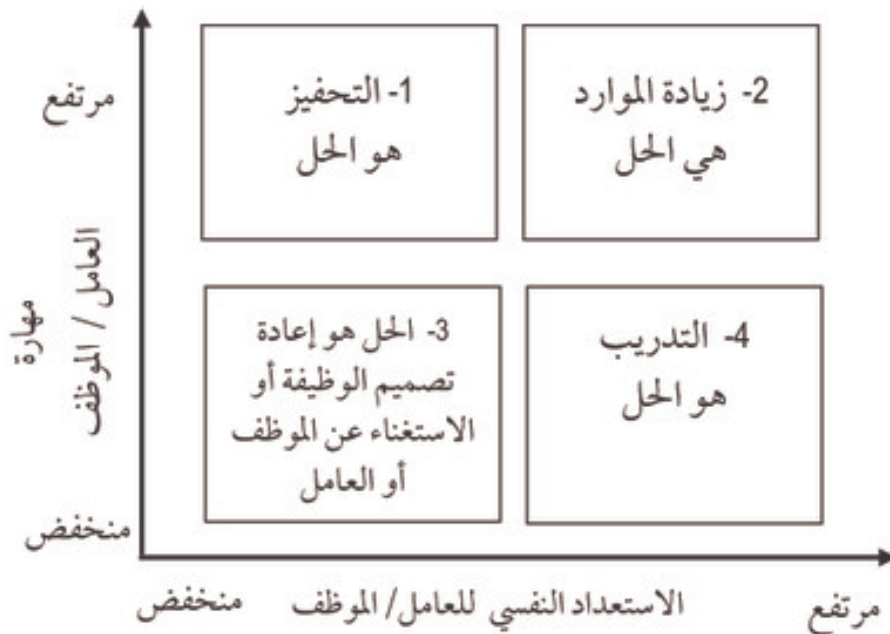 مرتفع
1- التحفيز
هو الحل
2- زيادة الموارد
هي الحل
مهارة
العامل / الموظف
3- الحل هو إعادة
تصميم الوظيفة أو
الاستغناء عن الموظف
أو العامل
4- التدريب
هو الحل
منخفض
منخفض
الاستعداد النفسي للعامل/ الموظف
مرتفع